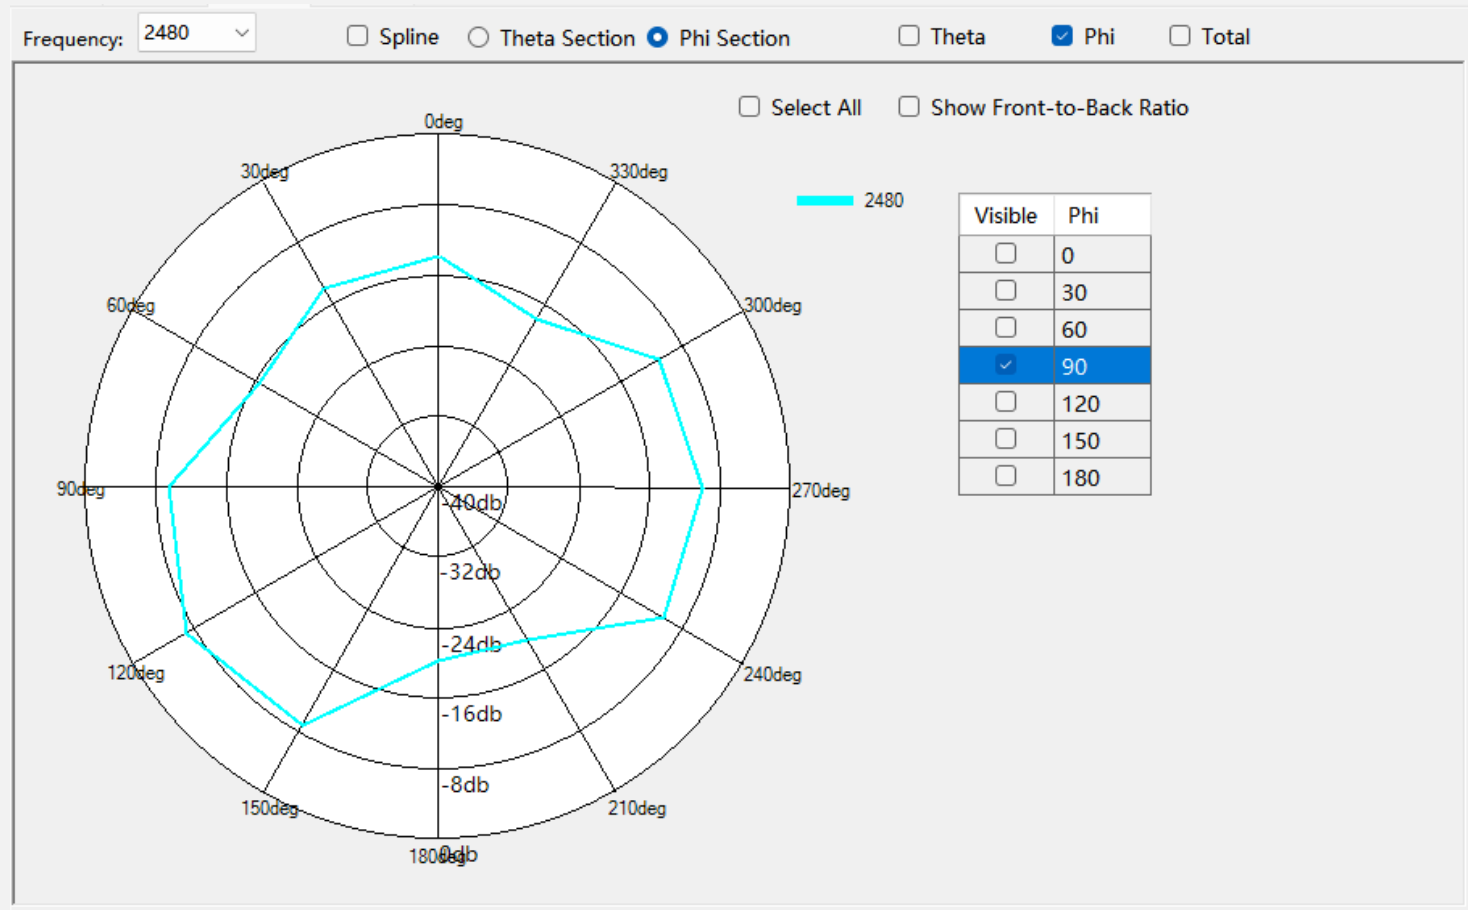 Frequency: 2480 Spline Theta Section Phi Section Theta Phi Total
Select All Show Front-to-Back Ratio
0deg
30deg 330deg
2480
Visible Phi
0
30
60
90
120
150
180
60deg 300deg
90deg 270deg
-40db
-32db
-24db
120deg 240deg
-16db
-8db
150deg 210deg
180deg 0db